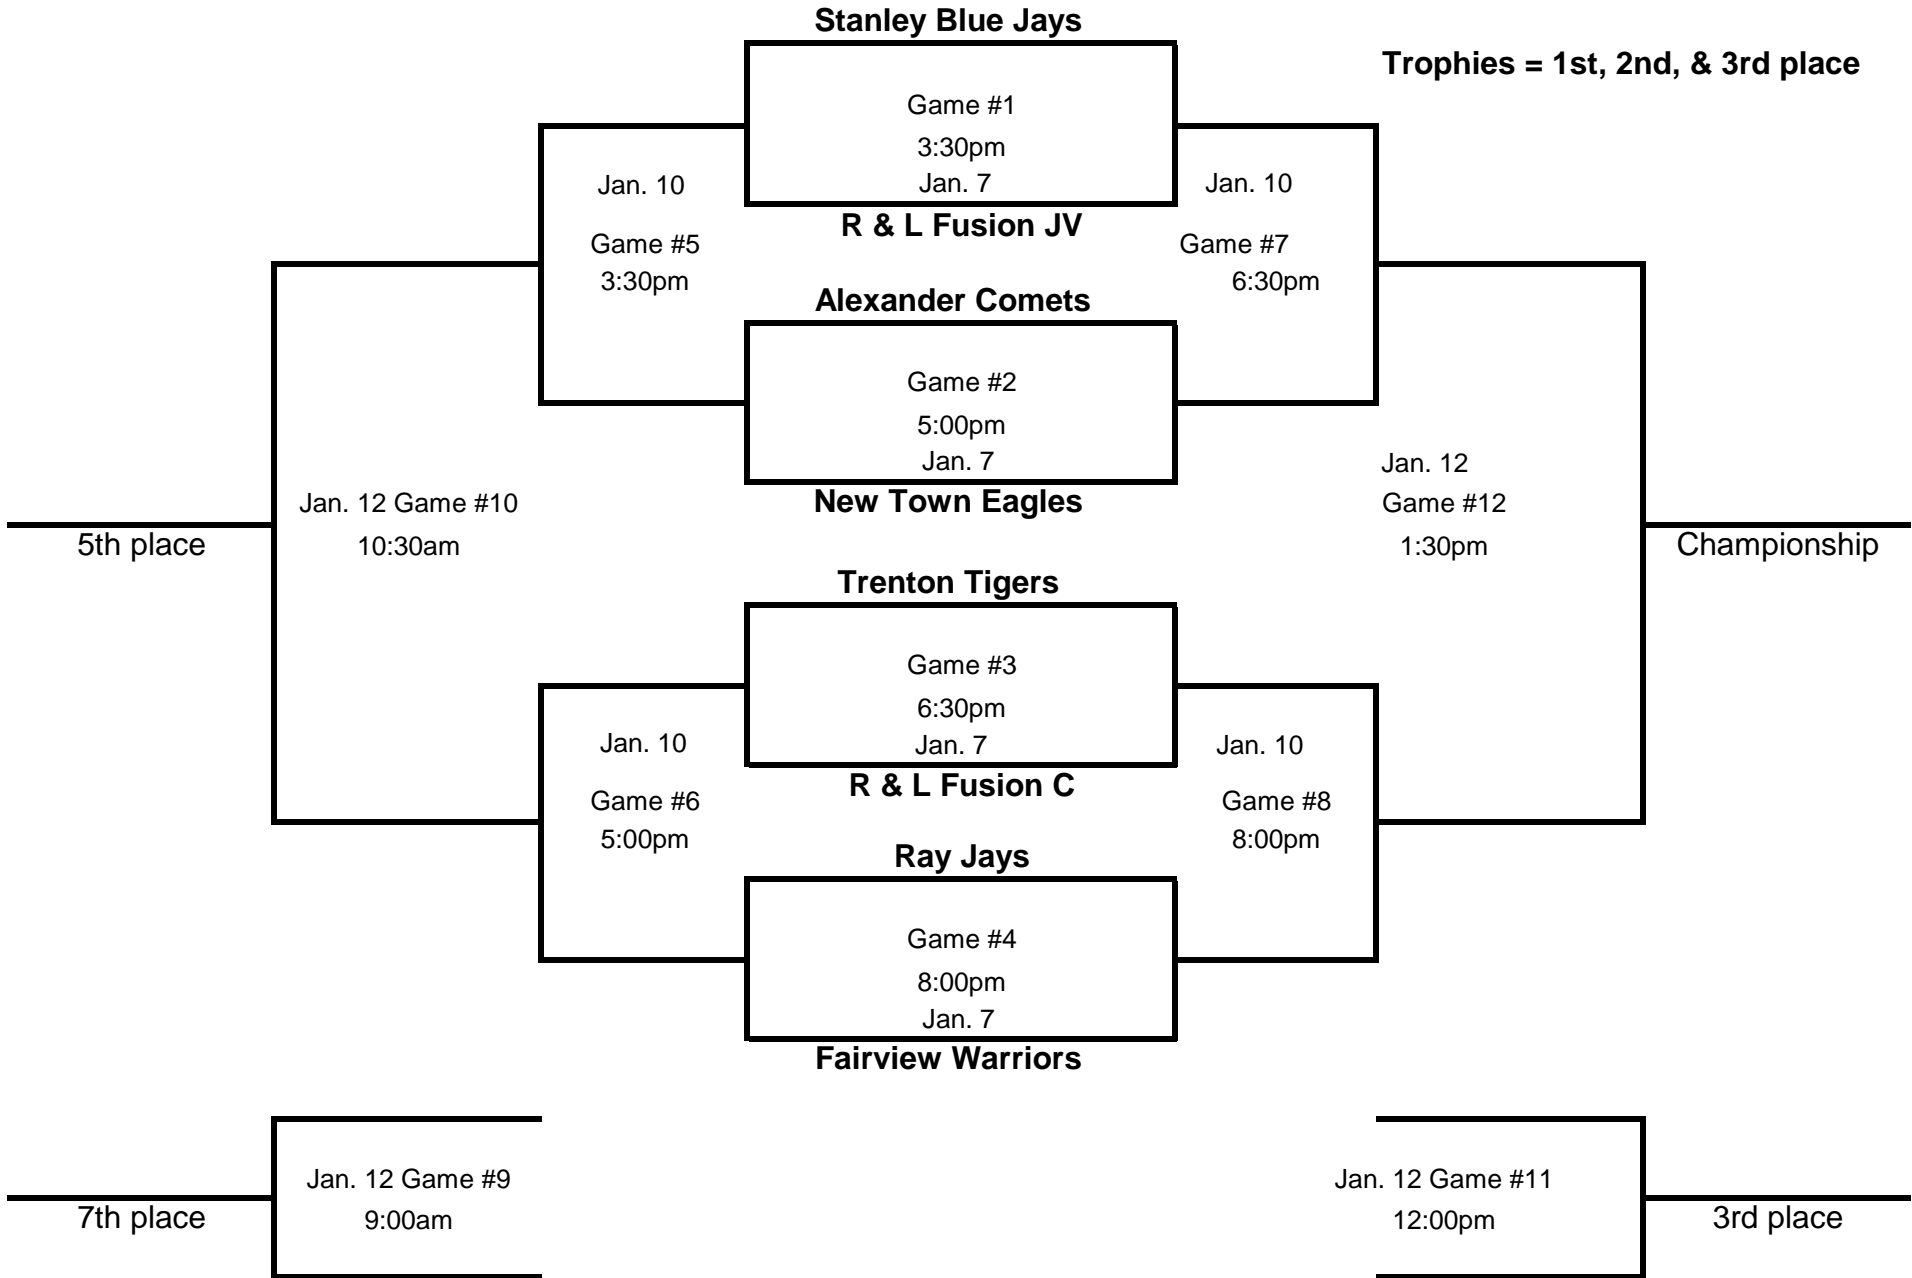 Stanley Blue Jays
Trophies = 1st, 2nd, & 3rd place
Game #1
3:30pm
Jan. 7
R & L Fusion JV
Jan. 10
Game #5
3:30pm
Jan. 10
Game #7
6:30pm
Alexander Comets
Game #2
5:00pm
Jan. 7
New Town Eagles
Jan. 12 Game #10
10:30am
5th place
Jan. 12
Game #12
1:30pm
Championship
Trenton Tigers
Game #3
6:30pm
Jan. 7
R & L Fusion C
Jan. 10
Game #6
5:00pm
Jan. 10
Game #8
8:00pm
Ray Jays
Game #4
8:00pm
Jan. 7
Fairview Warriors
Jan. 12 Game #9
9:00am
7th place
Jan. 12 Game #11
12:00pm
3rd place